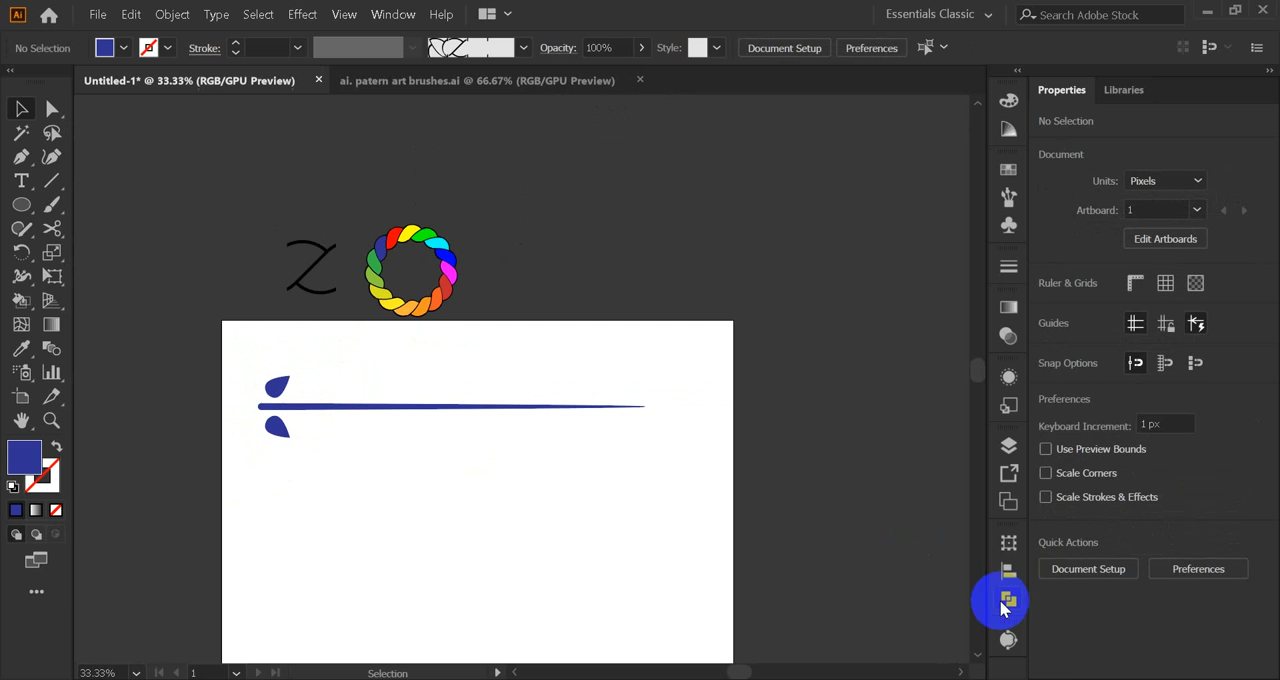 Ai File Edit Object Type Select Effect View Window Help Essentials Classic Search Adobe Stock
No Selection Stroke: Opacity: 100% Style: Document Setup Preferences
Untitled-1* @ 33.33% (RGB/GPU Preview) ai. patern art brushes.ai @ 66.67% (RGB/GPU Preview)
Properties Libraries
No Selection
Document
Units: Pixels
Artboard: 1
Edit Artboards
Ruler & Grids
Guides
Snap Options
Preferences
Keyboard Increment: 1 px
Use Preview Bounds
Scale Corners
Scale Strokes & Effects
Quick Actions
Document Setup Preferences
33.33% 1 Selection